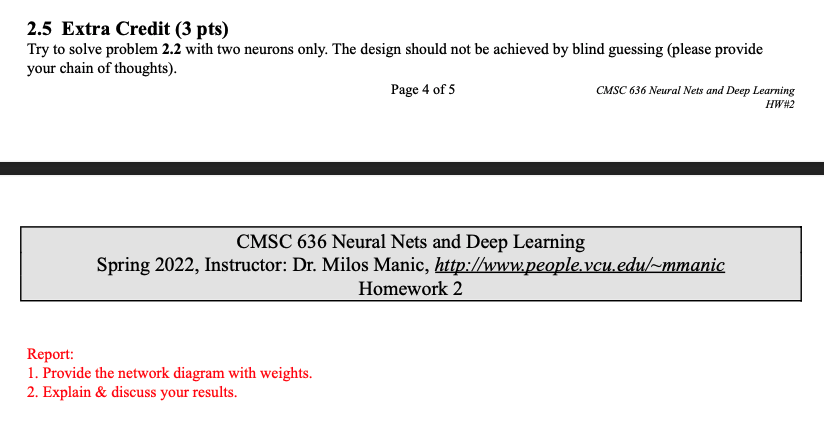 2.5 Extra Credit (3 pts)
Try to solve problem 2.2 with two neurons only. The design should not be achieved by blind guessing (please provide
your chain of thoughts).
Page 4 of 5
CMSC 636 Neural Nets and Deep Learning
HW#2
CMSC 636 Neural Nets and Deep Learning
Spring 2022, Instructor: Dr. Milos Manic, http://www.people.vcu.edu/~mmanic
Homework 2
Report:
1. Provide the network diagram with weights.
2. Explain & discuss your results.